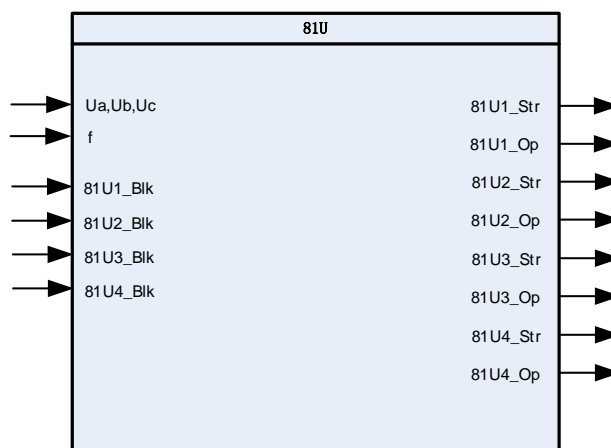 81U
Ua,Ub,Uc
f
81U1_Blk
81U2_Blk
81U3_Blk
81U4_Blk
81U1_Str
81U1_Op
81U2_Str
81U2_Op
81U3_Str
81U3_Op
81U4_Str
81U4_Op